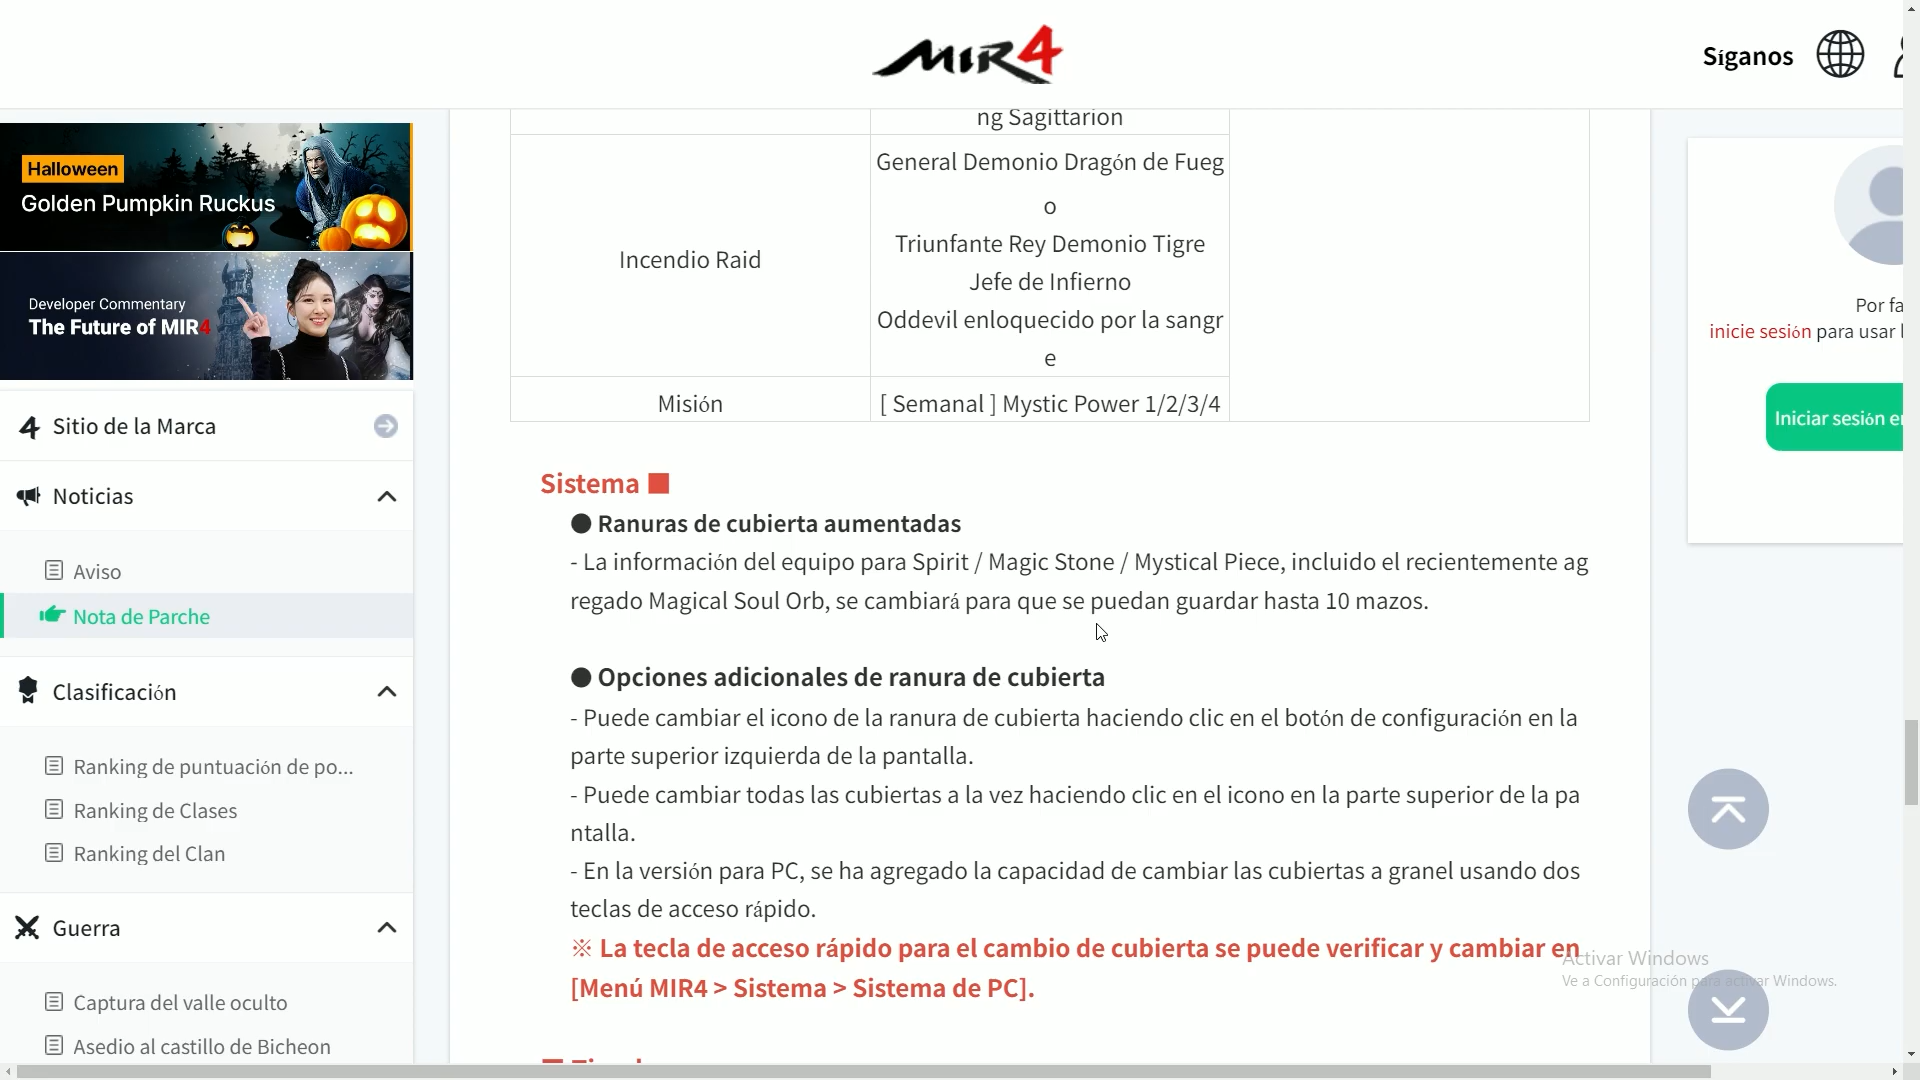 MIR4
Síganos
Halloween
Golden Pumpkin Ruckus
Developer Commentary
The Future of MIR4
4 Sitio de la Marca
Noticias
Aviso
Nota de Parche
Clasificación
Ranking de puntuación de po...
Ranking de Clases
Ranking del Clan
Guerra
Captura del valle oculto
Asedio al castillo de Bicheon
ng Sagittarion
Incendio Raid
General Demonio Dragón de Fueg
o
Triunfante Rey Demonio Tigre
Jefe de Infierno
Oddevil enloquecido por la sangr
e
Misión
[ Semanal ] Mystic Power 1/2/3/4
Sistema ■
● Ranuras de cubierta aumentadas
- La información del equipo para Spirit / Magic Stone / Mystical Piece, incluido el recientemente ag
regado Magical Soul Orb, se cambiará para que se puedan guardar hasta 10 mazos.
● Opciones adicionales de ranura de cubierta
- Puede cambiar el icono de la ranura de cubierta haciendo clic en el botón de configuración en la
parte superior izquierda de la pantalla.
- Puede cambiar todas las cubiertas a la vez haciendo clic en el icono en la parte superior de la pa
ntalla.
- En la versión para PC, se ha agregado la capacidad de cambiar las cubiertas a granel usando dos
teclas de acceso rápido.
※ La tecla de acceso rápido para el cambio de cubierta se puede verificar y cambiar en
[Menú MIR4 > Sistema > Sistema de PC].
Por fa
inicie sesión para usar l
Iniciar sesión e
Activar Windows
Ve a Configuración para activar Windows.